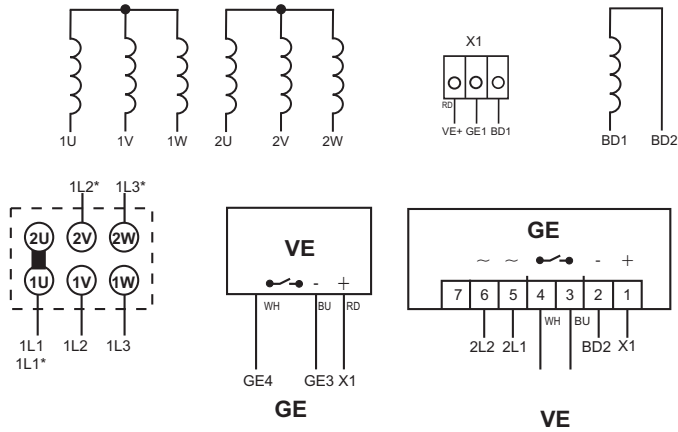 X1
RD
VE+ GE1 BD1
1U 1V 1W 2U 2V 2W
BD1 BD2
1L2* 1L3*
2U 2V 2W
1U 1V 1W
1L1 1L2 1L3
1L1*
VE
- +
WH BU RD
GE4 GE3 X1
GE
GE
~ ~ - +
7 6 5 4 3 2 1
WH BU
2L2 2L1 BD2 X1
VE